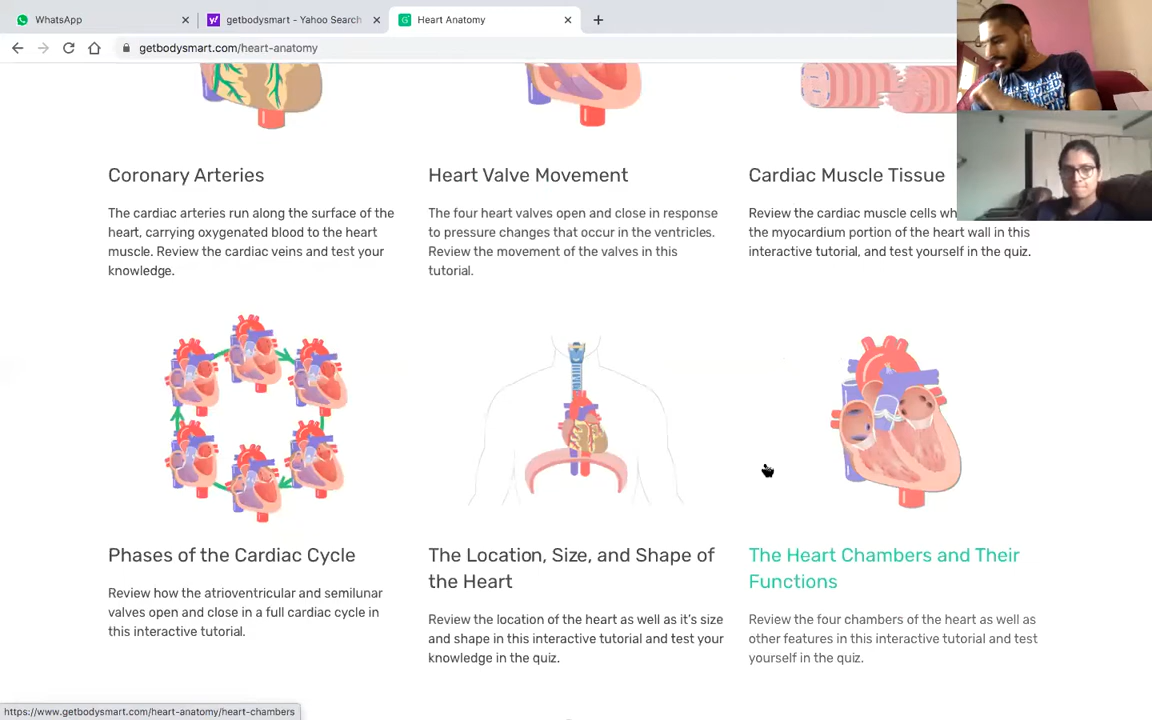 WhatsApp
getbodysmart - Yahoo Search
Heart Anatomy
getbodysmart.com/heart-anatomy
Coronary Arteries
The cardiac arteries run along the surface of the
heart, carrying oxygenated blood to the heart
muscle. Review the cardiac veins and test your
knowledge.
Heart Valve Movement
The four heart valves open and close in response
to pressure changes that occur in the ventricles.
Review the movement of the valves in this
tutorial.
Cardiac Muscle Tissue
Review the cardiac muscle cells
the myocardium portion of the heart wall in this
interactive tutorial, and test yourself in the quiz.
Phases of the Cardiac Cycle
Review how the atrioventricular and semilunar
valves open and close in a full cardiac cycle in
this interactive tutorial.
The Location, Size, and Shape of
the Heart
Review the location of the heart as well as it's size
and shape in this interactive tutorial and test your
knowledge in the quiz.
The Heart Chambers and Their
Functions
Review the four chambers of the heart as well as
other features in this interactive tutorial and test
yourself in the quiz.
https://www.getbodysmart.com/heart-anatomy/heart-chambers